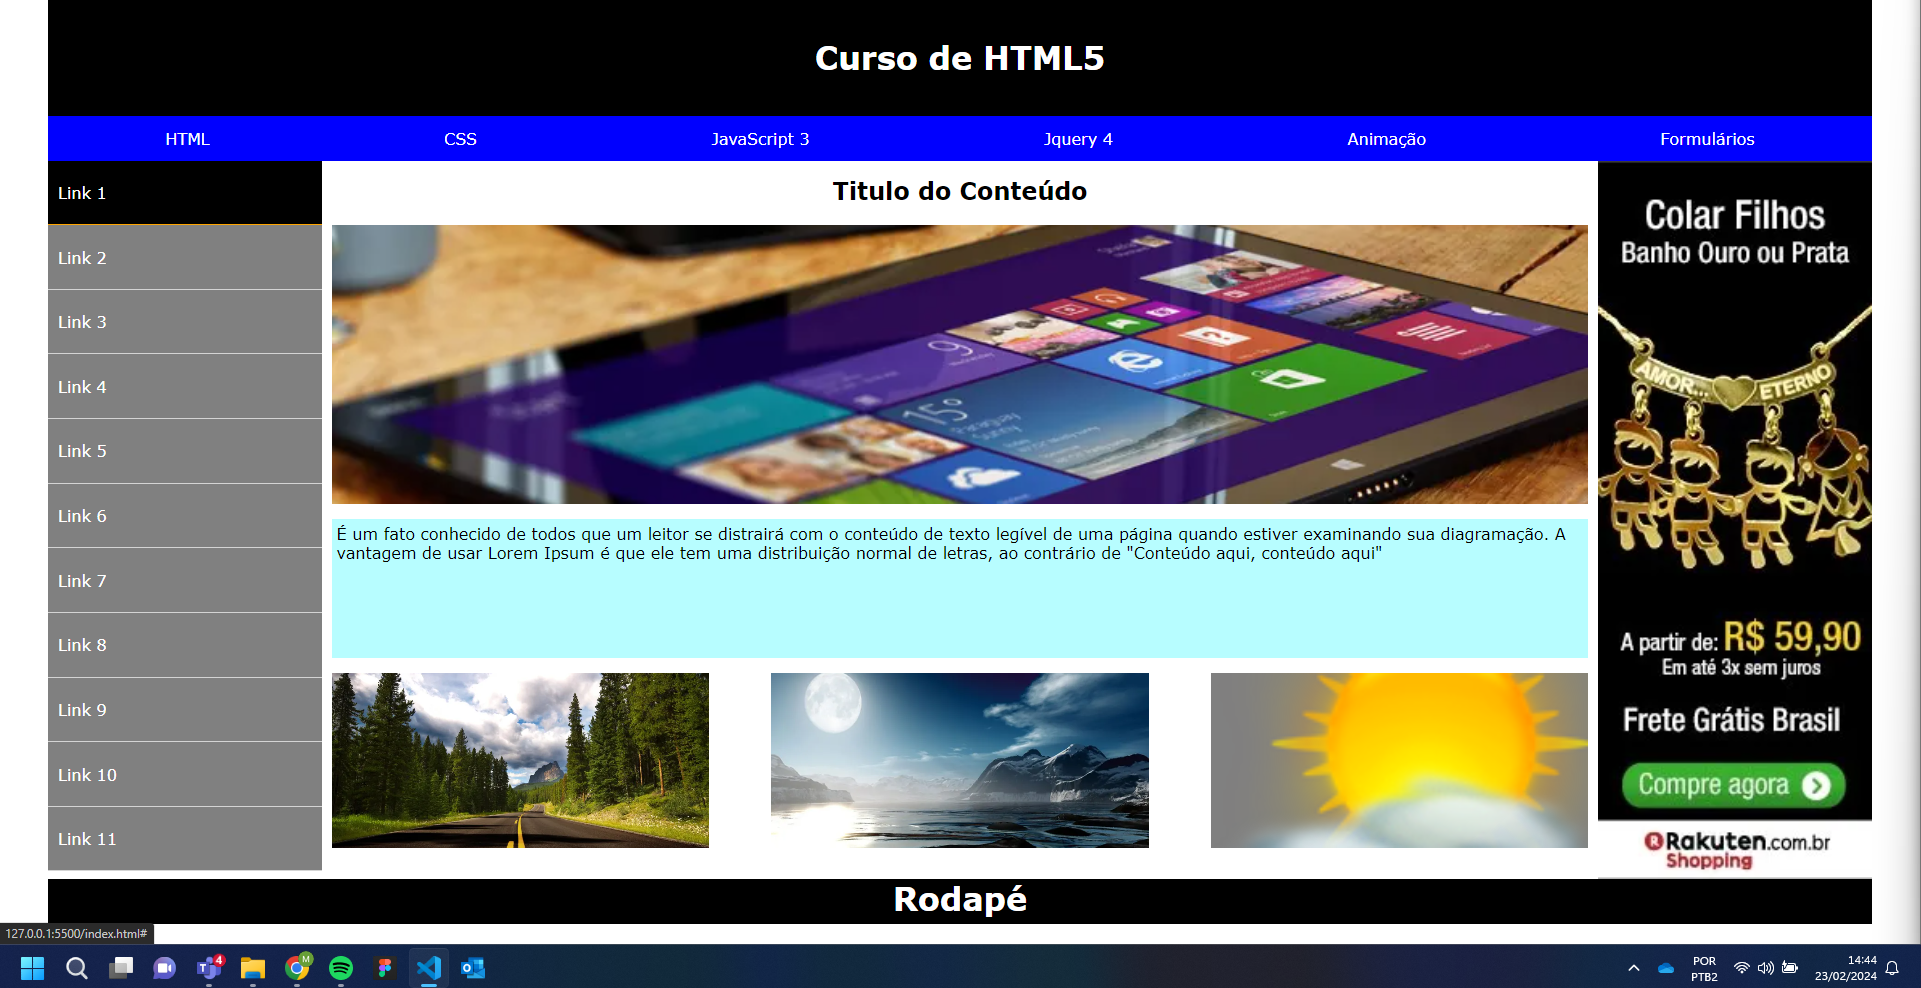 Curso de HTML5
HTML
CSS
JavaScript 3
Jquery 4
Animação
Formulários
Link 1
Link 2
Link 3
Link 4
Link 5
Link 6
Link 7
Link 8
Link 9
Link 10
Link 11
Titulo do Conteúdo
9
15°
É um fato conhecido de todos que um leitor se distrairá com o conteúdo de texto legível de uma página quando estiver examinando sua diagramação. A
vantagem de usar Lorem Ipsum é que ele tem uma distribuição normal de letras, ao contrário de "Conteúdo aqui, conteúdo aqui"
Colar Filhos
Banho Ouro ou Prata
AMOR... ETERNO
A partir de: R$ 59,90
Em até 3x sem juros
Frete Grátis Brasil
Compre agora
R Rakuten.com.br
Shopping
Rodapé
127.0.0.1:5500/index.html#
4
M
POR
PTB2
14:44
23/02/2024